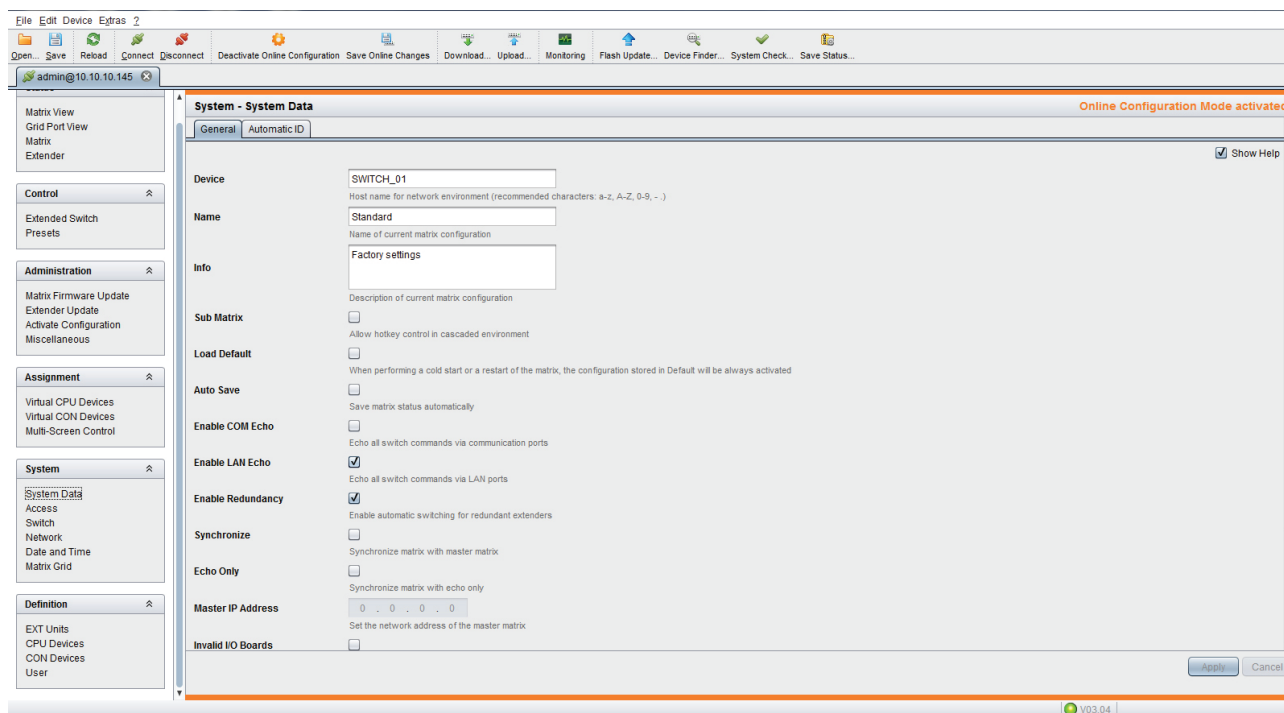 File Edit Device Extras ?
Open... Save Reload Connect Disconnect Deactivate Online Configuration Save Online Changes Download... Upload... Monitoring Flash Update... Device Finder... System Check... Save Status...
admin@10.10.10.145
Status
Matrix View
Grid Port View
Matrix
Extender
Control
Extended Switch
Presets
Administration
Matrix Firmware Update
Extender Update
Activate Configuration
Miscellaneous
Assignment
Virtual CPU Devices
Virtual CON Devices
Multi-Screen Control
System
System Data
Access
Switch
Network
Date and Time
Matrix Grid
Definition
EXT Units
CPU Devices
CON Devices
User
System - System Data
Online Configuration Mode activated
General Automatic ID
Show Help
Device SWITCH_01
Host name for network environment (recommended characters: a-z, A-Z, 0-9, - .)
Name Standard
Name of current matrix configuration
Info Factory settings
Description of current matrix configuration
Sub Matrix
Allow hotkey control in cascaded environment
Load Default
When performing a cold start or a restart of the matrix, the configuration stored in Default will be always activated
Auto Save
Save matrix status automatically
Enable COM Echo
Echo all switch commands via communication ports
Enable LAN Echo
Echo all switch commands via LAN ports
Enable Redundancy
Enable automatic switching for redundant extenders
Synchronize
Synchronize matrix with master matrix
Echo Only
Synchronize matrix with echo only
Master IP Address 0 . 0 . 0 . 0
Set the network address of the master matrix
Invalid I/O Boards
Apply Cancel
V03.04